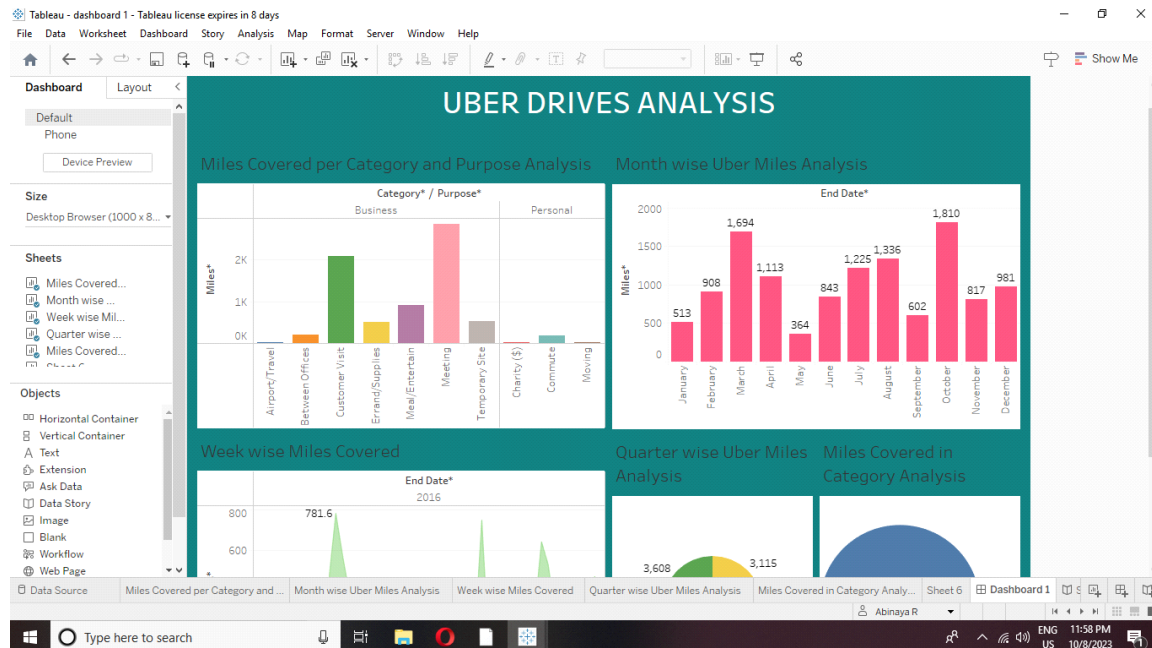 Tableau - dashboard 1 - Tableau license expires in 8 days
File Data Worksheet Dashboard Story Analysis Map Format Server Window Help
Show Me
Dashboard Layout
Default
Phone
Device Preview
Size
Desktop Browser (1000 x 8...
Sheets
Miles Covered...
Month wise ...
Week wise Mil...
Quarter wise ...
Miles Covered...
Objects
Horizontal Container
Vertical Container
Text
Extension
Ask Data
Data Story
Image
Blank
Workflow
Web Page
UBER DRIVES ANALYSIS
Miles Covered per Category and Purpose Analysis
Category* / Purpose*
Business Personal
Miles*
2K
1K
0K
Airport/Travel
Between Offices
Customer Visit
Errand/Supplies
Meal/Entertain
Meeting
Temporary Site
Charity ($)
Commute
Moving
Month wise Uber Miles Analysis
End Date*
Miles*
2000
1500
1000
500
0
513
908
1,694
1,113
364
843
1,225
1,336
602
1,810
817
981
January
February
March
April
May
June
July
August
September
October
November
December
Week wise Miles Covered
End Date*
2016
800
600
781.6
Quarter wise Uber Miles
Analysis
3,608
3,115
Miles Covered in
Category Analysis
Data Source
Miles Covered per Category and ...
Month wise Uber Miles Analysis
Week wise Miles Covered
Quarter wise Uber Miles Analysis
Miles Covered in Category Analy...
Sheet 6
Dashboard 1
Abinaya R
Type here to search
ENG
US
11:58 PM
10/8/2023
1